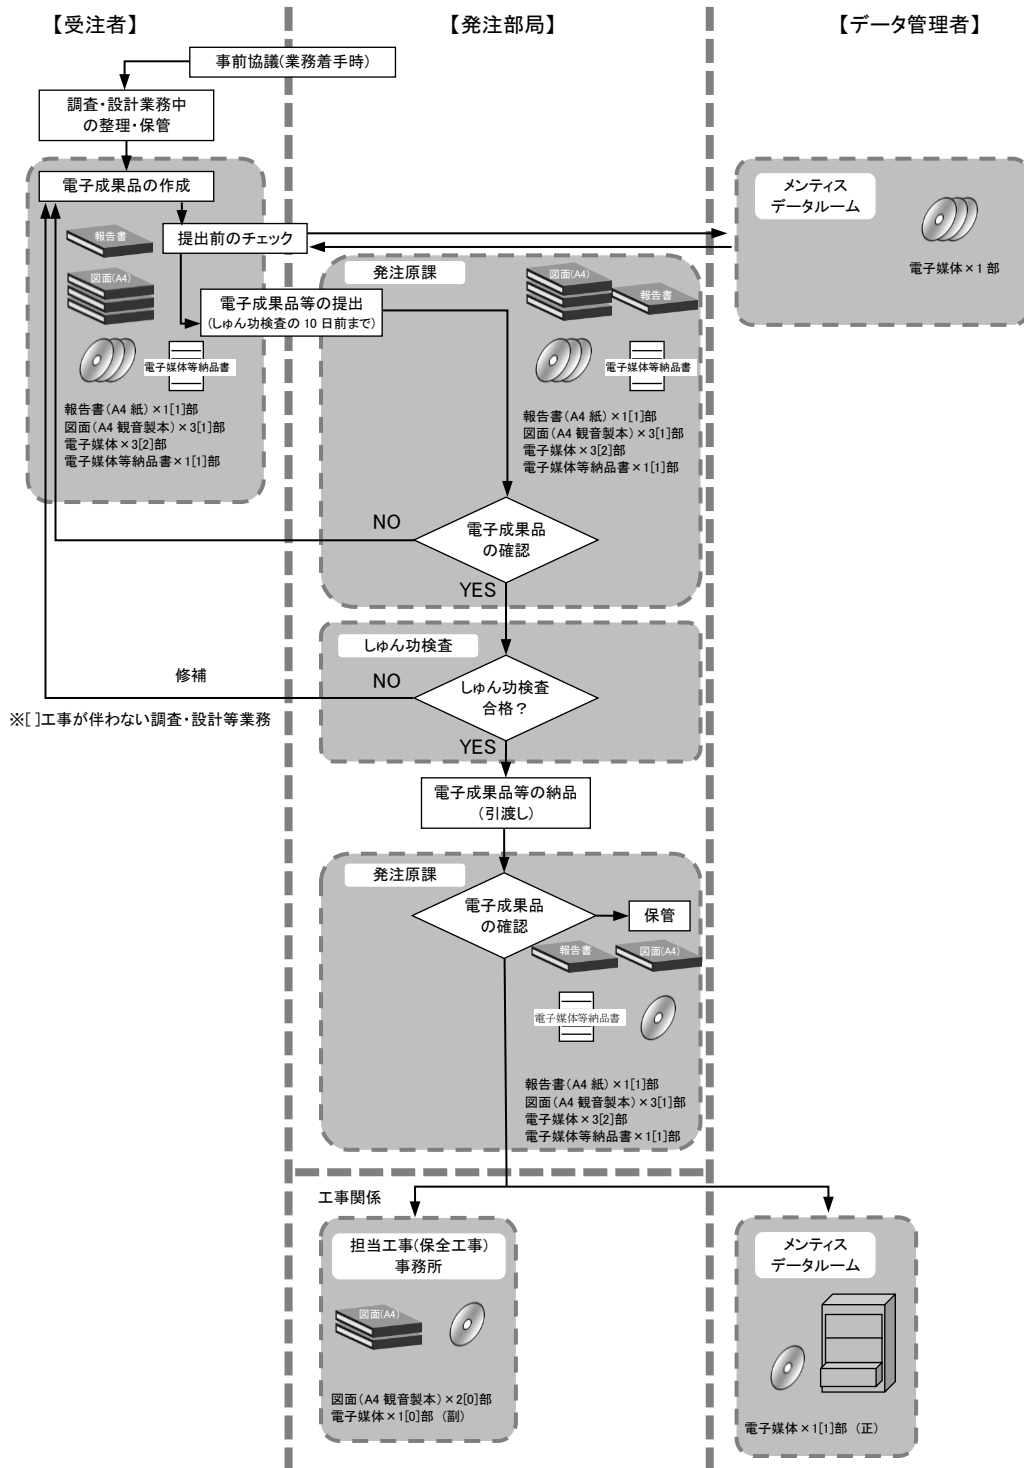 【受注者】
【発注部局】
【データ管理者】
事前協議(業務着手時)
調査・設計業務中
の整理・保管
電子成果品の作成
提出前のチェック
報告書
図面(A4)
電子媒体等納品書
報告書(A4 紙)×1[1]部
図面(A4 観音製本)×3[1]部
電子媒体×3[2]部
電子媒体等納品書×1[1]部
電子成果品等の提出
(しゅん功検査の 10 日前まで)
発注原課
図面(A4)
報告書
電子媒体等納品書
報告書(A4 紙)×1[1]部
図面(A4 観音製本)×3[1]部
電子媒体×3[2]部
電子媒体等納品書×1[1]部
メンティス
データルーム
電子媒体×1 部
NO
電子成果品
の確認
YES
しゅん功検査
修補
NO
しゅん功検査
合格?
※[ ]工事が伴わない調査・設計等業務
YES
電子成果品等の納品
(引渡し)
発注原課
電子成果品
の確認
保管
報告書
図面(A4)
電子媒体等納品書
報告書(A4 紙)×1[1]部
図面(A4 観音製本)×3[1]部
電子媒体×3[2]部
電子媒体等納品書×1[1]部
工事関係
担当工事(保全工事)
事務所
図面(A4)
図面(A4 観音製本)×2[0]部
電子媒体×1[0]部 (副)
メンティス
データルーム
電子媒体×1[1]部 (正)